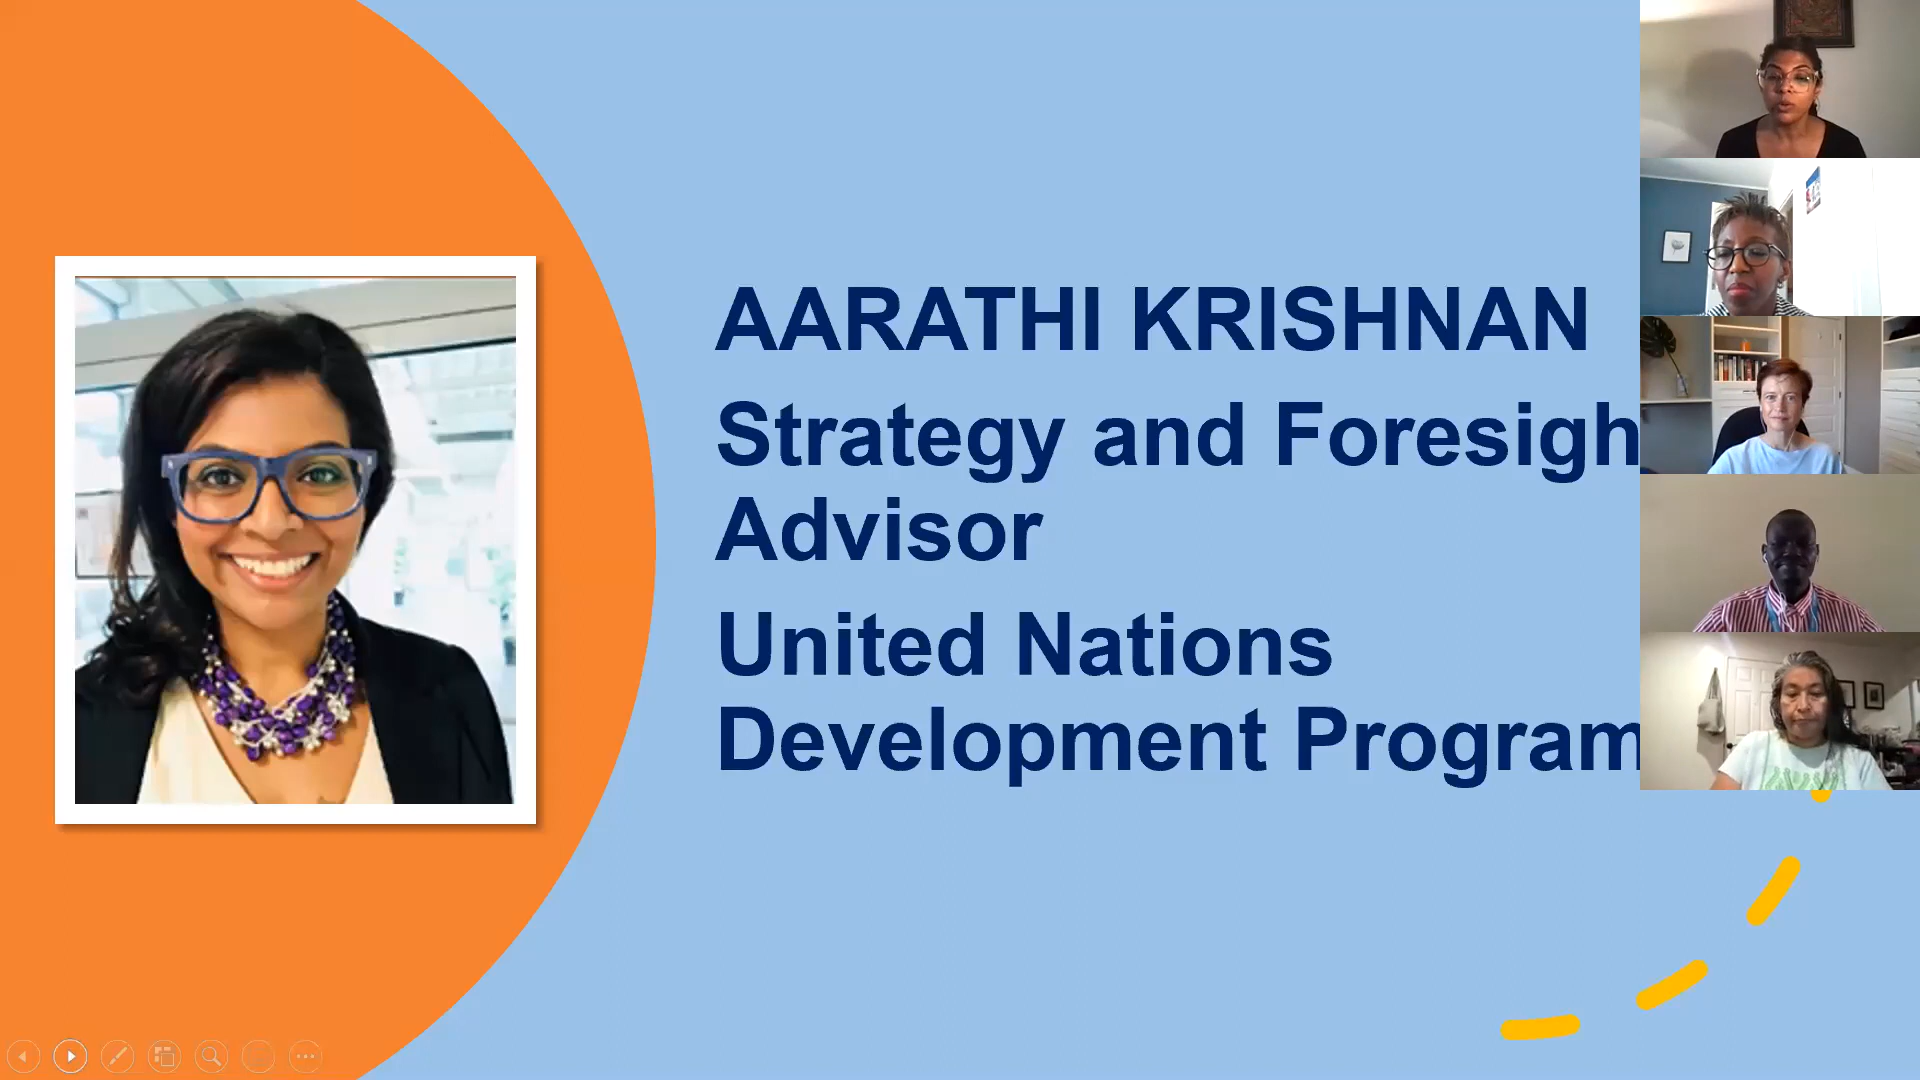 AARATHI KRISHNAN
Strategy and Foresigh
Advisor
United Nations
Development Program